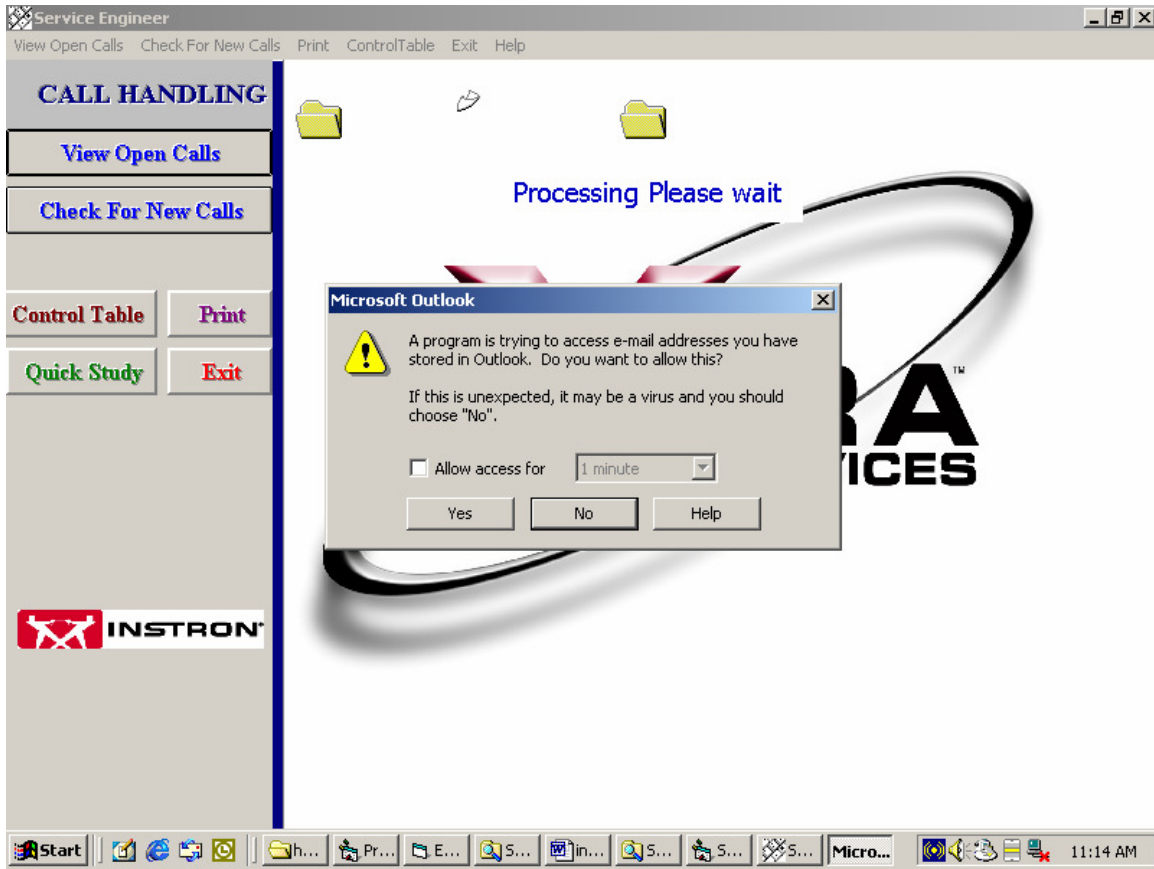 Service Engineer
View Open Calls Check For New Calls Print ControlTable Exit Help
CALL HANDLING
View Open Calls
Check For New Calls
Control Table Print
Quick Study Exit
INSTRON
Processing Please wait
Microsoft Outlook
A program is trying to access e-mail addresses you have
stored in Outlook. Do you want to allow this?
If this is unexpected, it may be a virus and you should
choose "No".
Allow access for 1 minute
Yes No Help
RA™
ICES
Start h... Pr... E... S... in... S... S... S... Micro... 11:14 AM